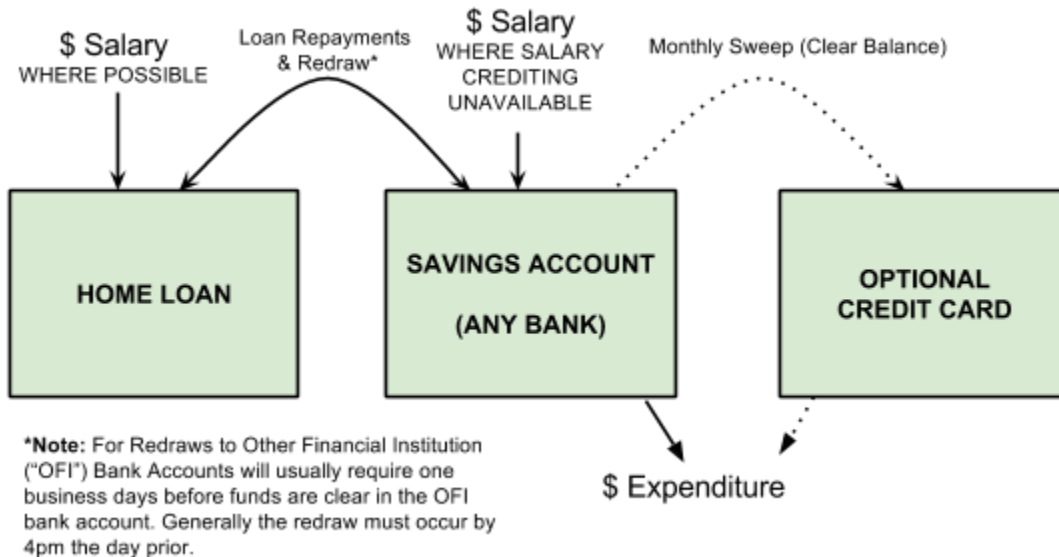 $ Salary
WHERE POSSIBLE
Loan Repayments
& Redraw*
$ Salary
WHERE SALARY
CREDITING
UNAVAILABLE
Monthly Sweep (Clear Balance)
HOME LOAN
SAVINGS ACCOUNT
(ANY BANK)
OPTIONAL
CREDIT CARD
*Note: For Redraws to Other Financial Institution
(“OFI”) Bank Accounts will usually require one
business days before funds are clear in the OFI
bank account. Generally the redraw must occur by
4pm the day prior.
$ Expenditure